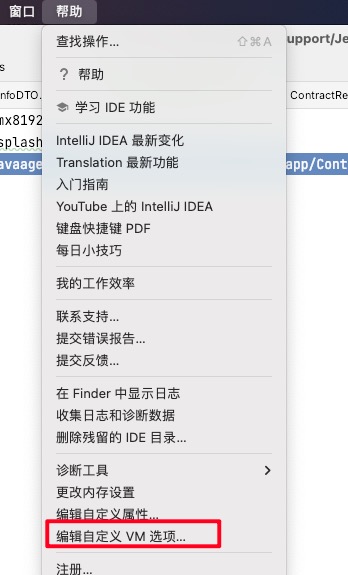 窗口 帮助
查找操作... ⇧⌘A
upport/Je
s
? 帮助
nfoDTO. ContractRe
学习 IDE 功能
mx8192
IntelliJ IDEA 最新变化
splash
Translation 最新功能
avaage app/Cont
入门指南
YouTube 上的 IntelliJ IDEA
键盘快捷键 PDF
每日小技巧
我的工作效率
联系支持...
提交错误报告...
提交反馈...
在 Finder 中显示日志
收集日志和诊断数据
删除残留的 IDE 目录...
诊断工具
更改内存设置
编辑自定义属性...
编辑自定义 VM 选项...
注册...